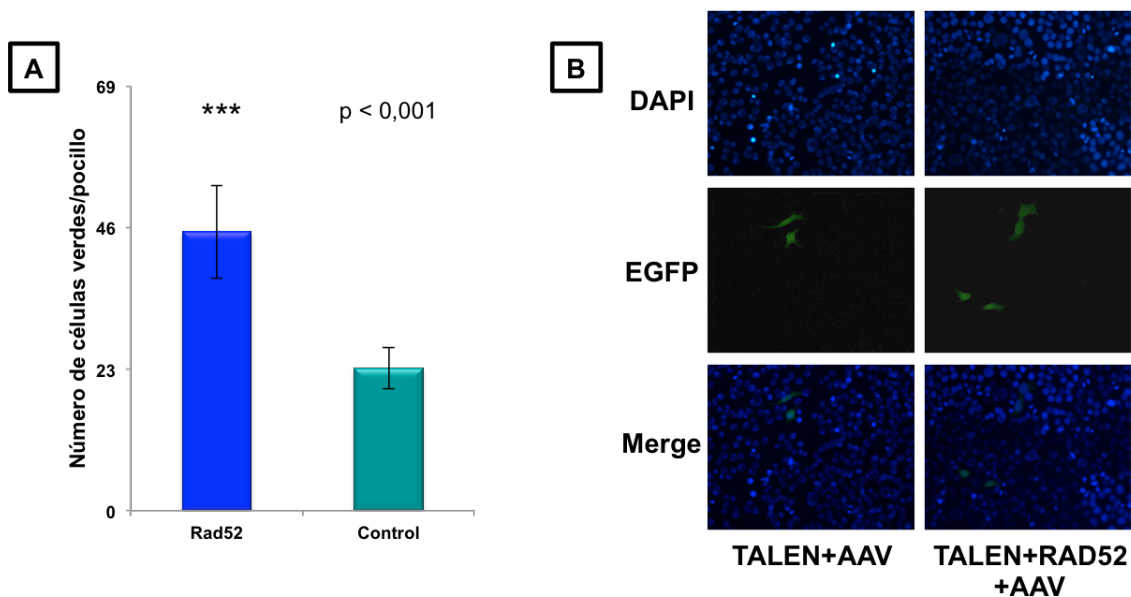 A
Número de células verdes/pocillo
69
46
23
0
***
p < 0,001
Rad52
Control
B
DAPI
EGFP
Merge
TALEN+AAV
TALEN+RAD52
+AAV